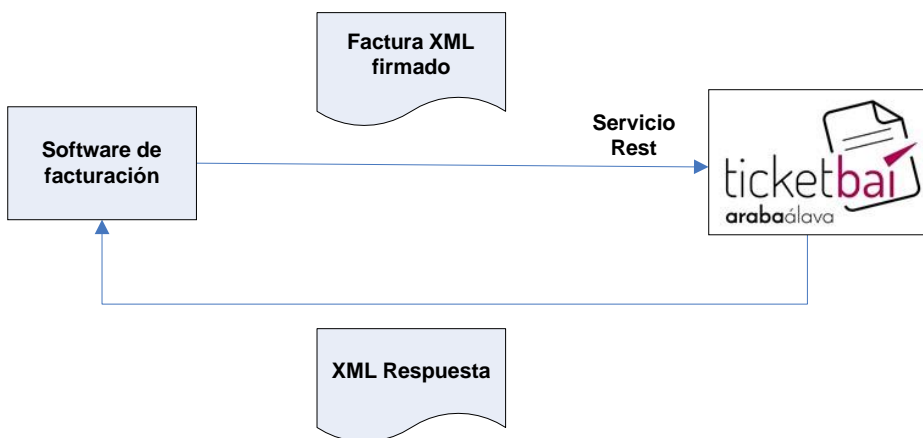 Factura XML
firmado
Software de
facturación
Servicio
Rest
ticketbai
arabaálava
XML Respuesta